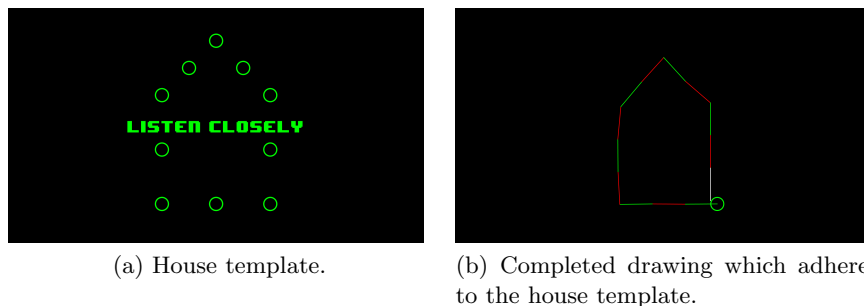 LISTEN CLOSELY
(a) House template.
(b) Completed drawing which adhere
to the house template.